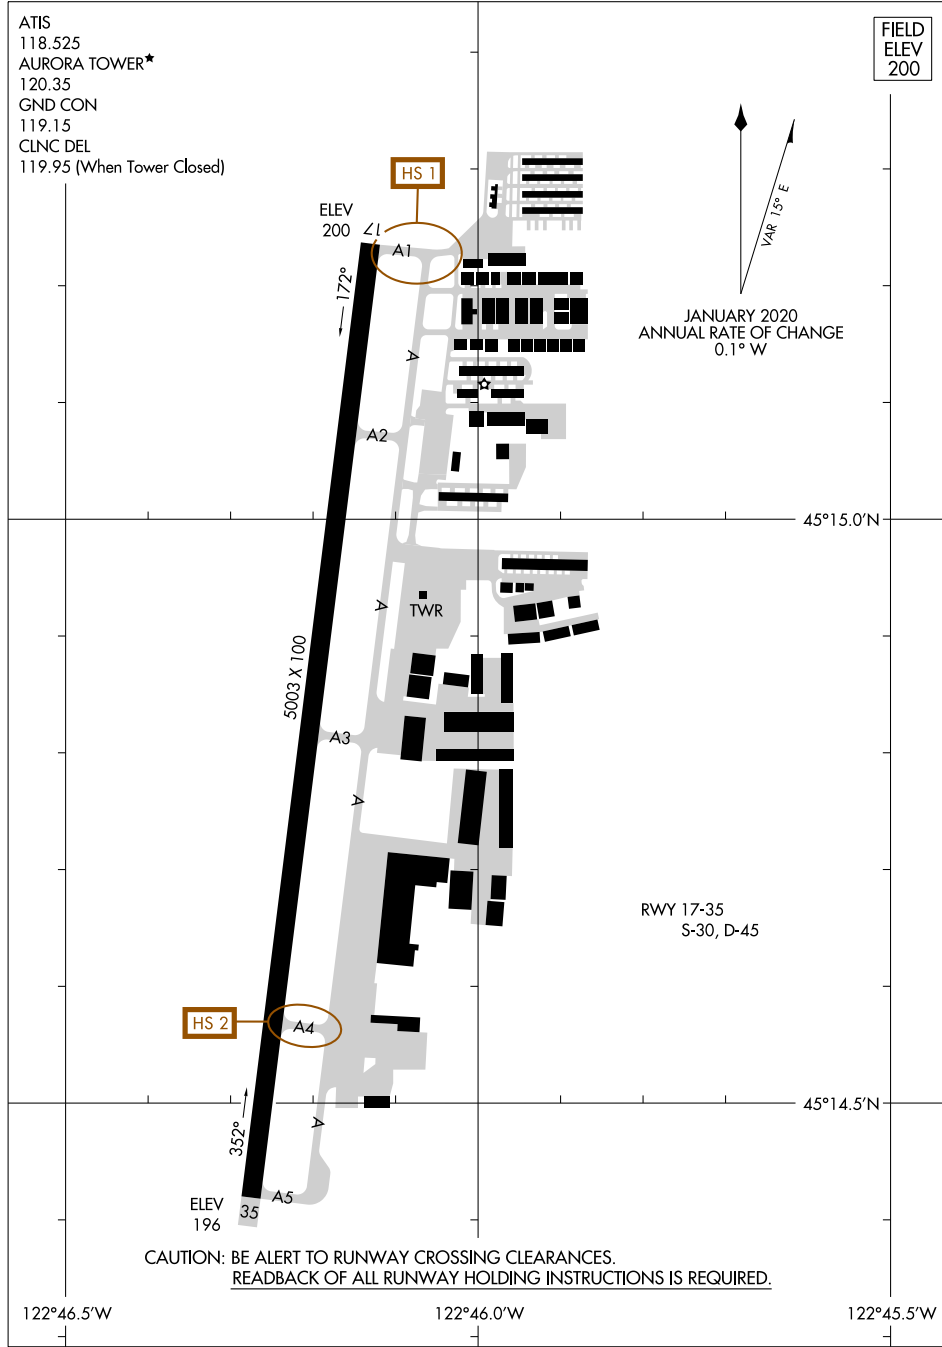 ATIS
118.525
AURORA TOWER★
120.35
GND CON
119.15
CLNC DEL
119.95 (When Tower Closed)
FIELD
ELEV
200
HS 1
ELEV
200
17
A1
172°
VAR 15° E
JANUARY 2020
ANNUAL RATE OF CHANGE
0.1° W
A
A2
45°15.0'N
A
TWR
5003 X 100
A3
A
RWY 17-35
S-30, D-45
HS 2
A4
45°14.5'N
352°
A
A5
ELEV
196
35
CAUTION: BE ALERT TO RUNWAY CROSSING CLEARANCES.
READBACK OF ALL RUNWAY HOLDING INSTRUCTIONS IS REQUIRED.
122°46.5'W
122°46.0'W
122°45.5'W